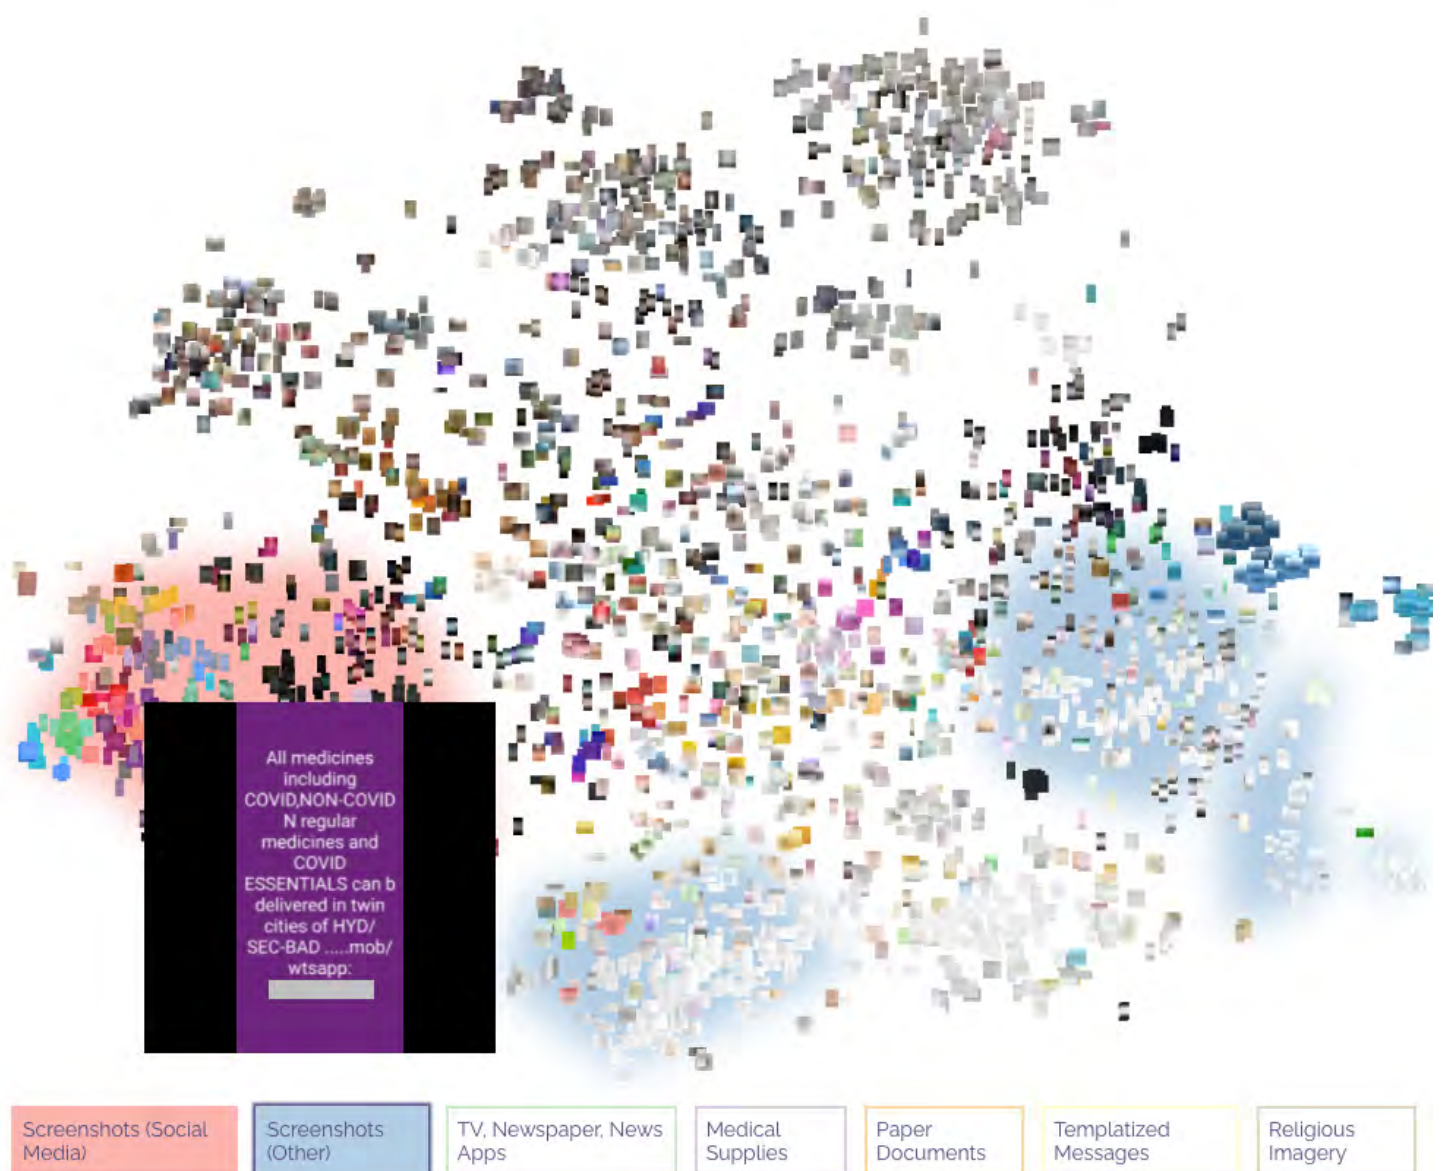 All medicines
including
COVID,NON-COVID
N regular
medicines and
COVID
ESSENTIALS can b
delivered in twin
cities of HYD/
SEC-BAD .....mob/
wtsapp:
Screenshots (Social
Media)
Screenshots
(Other)
TV, Newspaper, News
Apps
Medical
Supplies
Paper
Documents
Templatized
Messages
Religious
Imagery